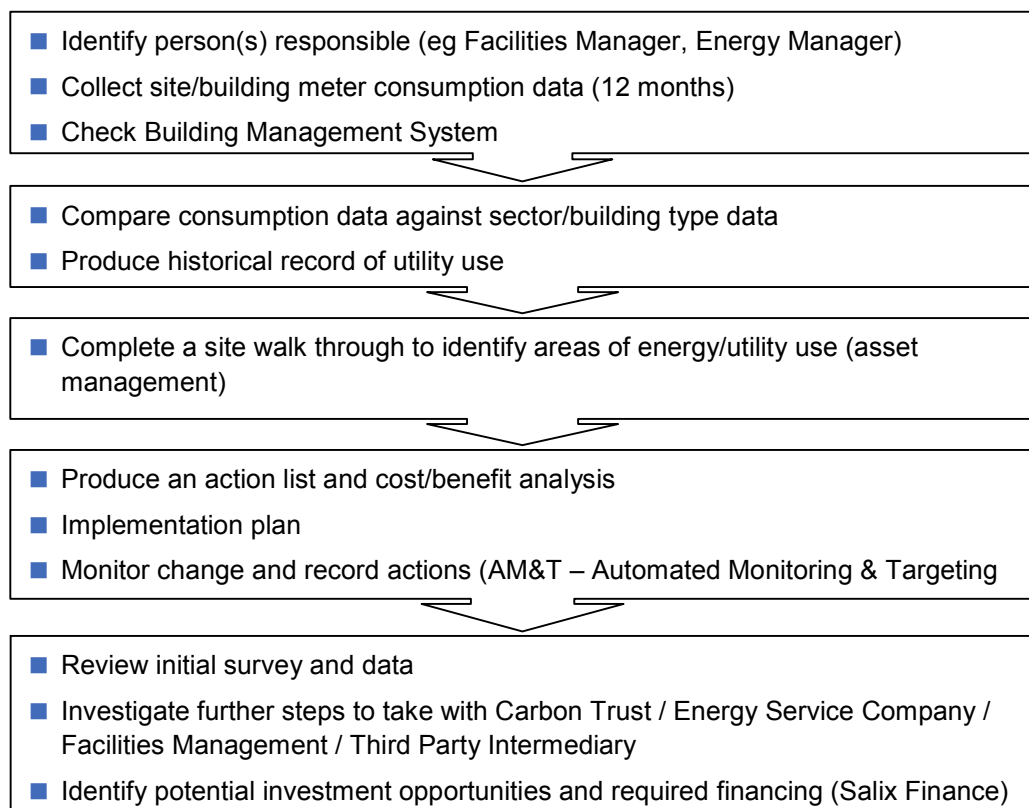 Identify person(s) responsible (eg Facilities Manager, Energy Manager)
Collect site/building meter consumption data (12 months)
Check Building Management System
Compare consumption data against sector/building type data
Produce historical record of utility use
Complete a site walk through to identify areas of energy/utility use (asset
management)
Produce an action list and cost/benefit analysis
Implementation plan
Monitor change and record actions (AM&T – Automated Monitoring & Targeting
Review initial survey and data
Investigate further steps to take with Carbon Trust / Energy Service Company /
Facilities Management / Third Party Intermediary
Identify potential investment opportunities and required financing (Salix Finance)